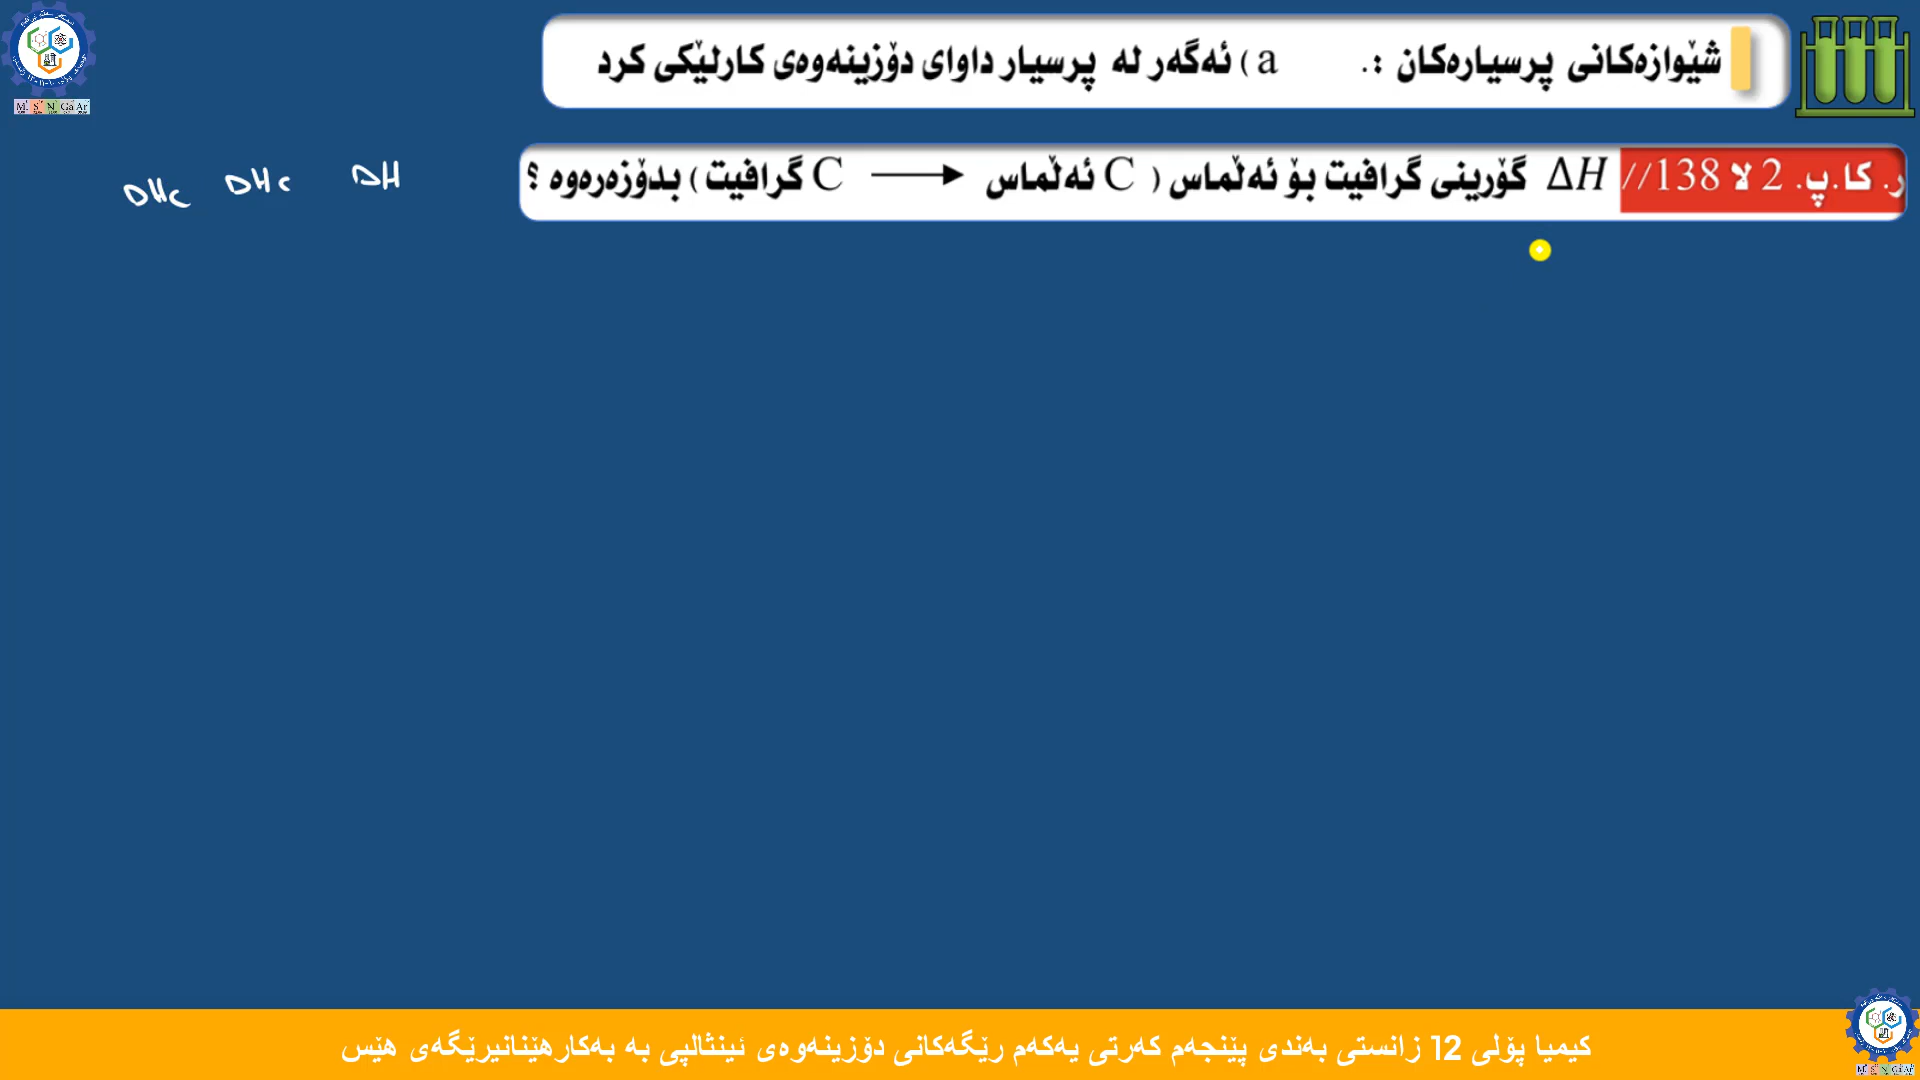 شێوازەکانی پرسیارەکان :. a ) ئەگەر لە پرسیار داوای دۆزینەوەی کارلێکی کرد
ر. کا.پ. 2 لا 138// ΔH گۆڕینی گرافیت بۆ ئەڵماس ( C ئەڵماس ⟶ C گرافیت ) بدۆزەرەوە ؟
ΔHc ΔHc ΔH
کیمیا پۆلی 12 زانستی بەندی پێنجەم کەرتی یەکەم رێگەکانی دۆزینەوەی ئینثالپی بە بەکارهێنانیرێگەی هێس